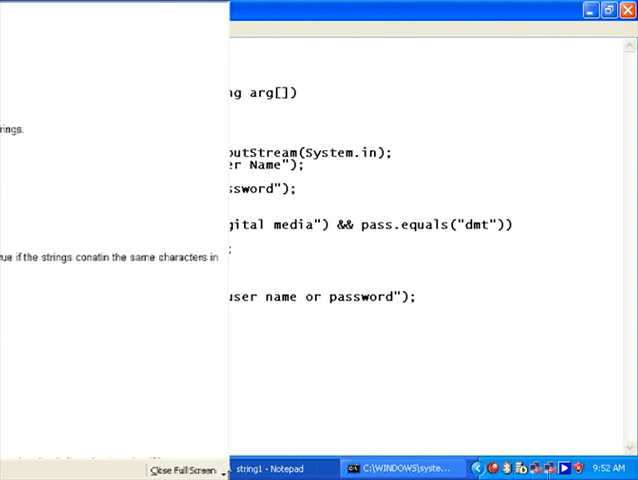 ng arg[])
rings.
outStream(System.in);
er Name");
ssword");
gital media") && pass.equals("dmt"))
;
ue if the strings conatin the same characters in
user name or password");
Close Full Screen
string1 - Notepad
C:\WINDOWS\syste...
9:52 AM